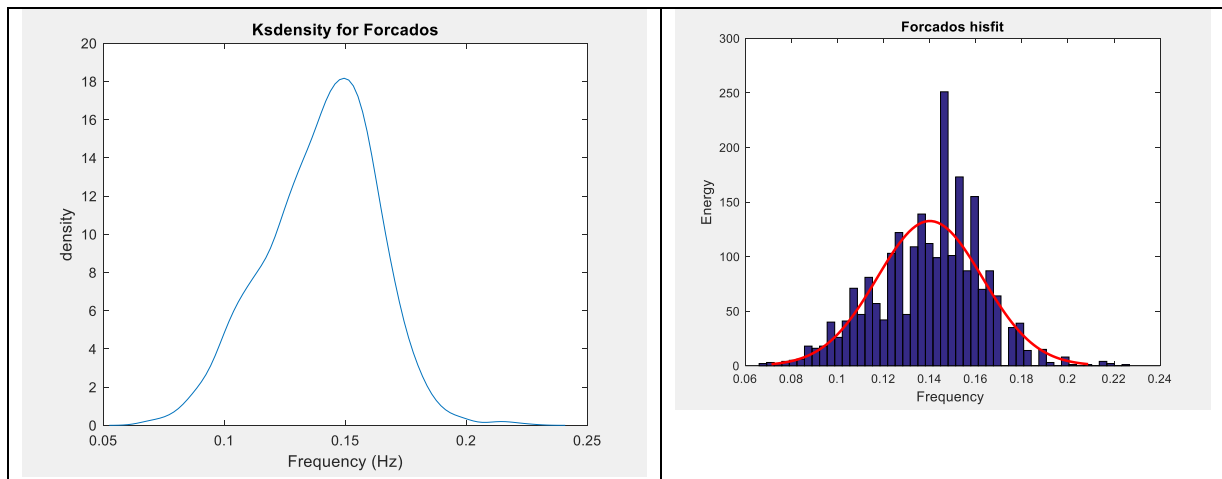 Ksdensity for Forcados
20
18
16
14
12
10
8
6
4
2
0
density
0.05 0.1 0.15 0.2 0.25
Frequency (Hz)
Forcados hisfit
300
250
200
150
100
50
0
Energy
0.06 0.08 0.1 0.12 0.14 0.16 0.18 0.2 0.22 0.24
Frequency